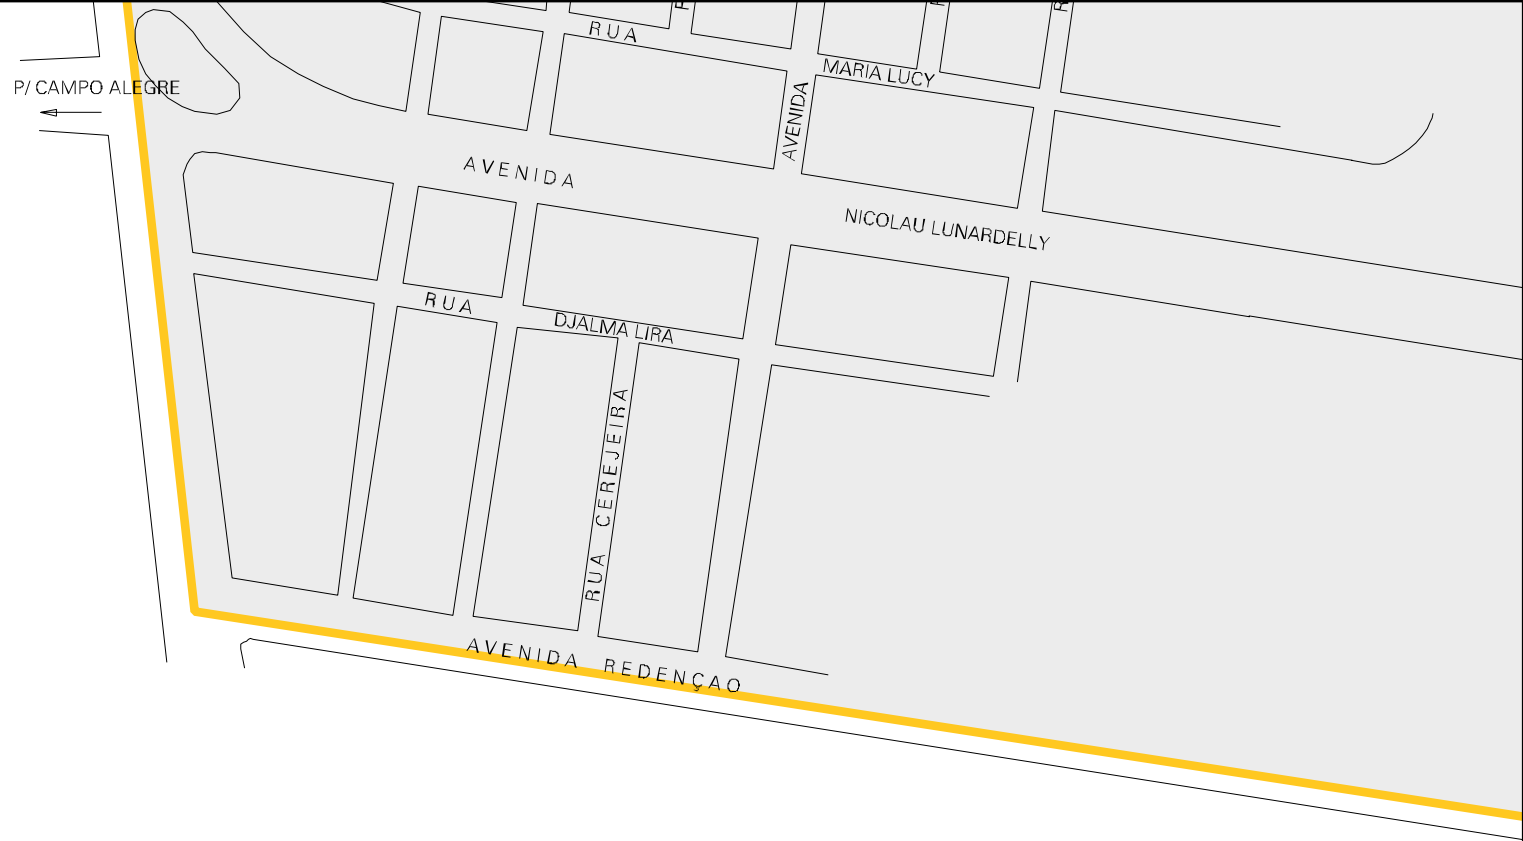 RUA
MARIA LUCY
P/ CAMPO ALEGRE
AVENIDA
AVENIDA
NICOLAU LUNARDELLY
RUA
DJALMA LIRA
RUA CEREJEIRA
AVENIDA REDENÇAO